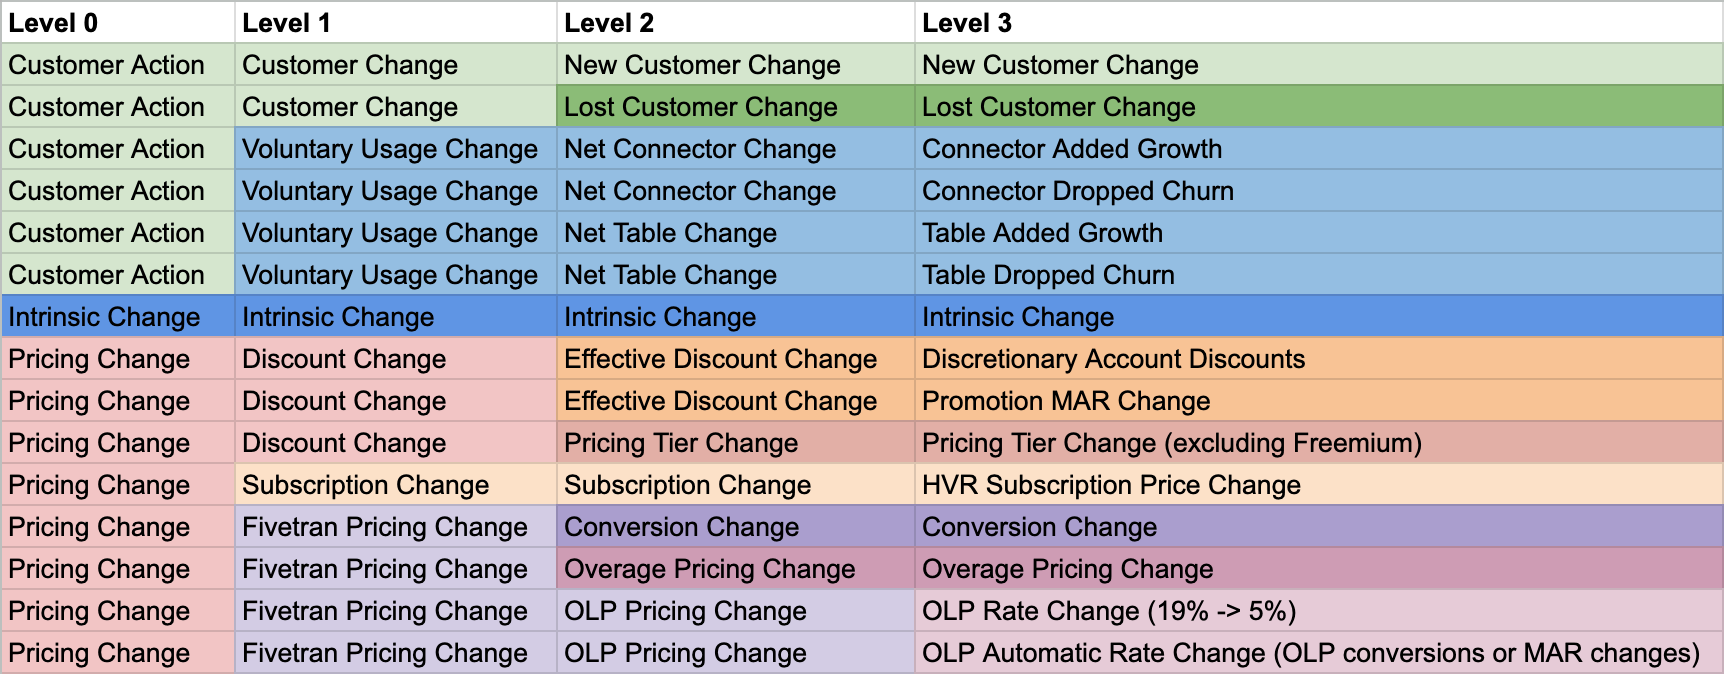 Level 0 Level 1 Level 2 Level 3
Customer Action Customer Change New Customer Change New Customer Change
Customer Action Customer Change Lost Customer Change Lost Customer Change
Customer Action Voluntary Usage Change Net Connector Change Connector Added Growth
Customer Action Voluntary Usage Change Net Connector Change Connector Dropped Churn
Customer Action Voluntary Usage Change Net Table Change Table Added Growth
Customer Action Voluntary Usage Change Net Table Change Table Dropped Churn
Intrinsic Change Intrinsic Change Intrinsic Change Intrinsic Change
Pricing Change Discount Change Effective Discount Change Discretionary Account Discounts
Pricing Change Discount Change Effective Discount Change Promotion MAR Change
Pricing Change Discount Change Pricing Tier Change Pricing Tier Change (excluding Freemium)
Pricing Change Subscription Change Subscription Change HVR Subscription Price Change
Pricing Change Fivetran Pricing Change Conversion Change Conversion Change
Pricing Change Fivetran Pricing Change Overage Pricing Change Overage Pricing Change
Pricing Change Fivetran Pricing Change OLP Pricing Change OLP Rate Change (19% -> 5%)
Pricing Change Fivetran Pricing Change OLP Pricing Change OLP Automatic Rate Change (OLP conversions or MAR changes)